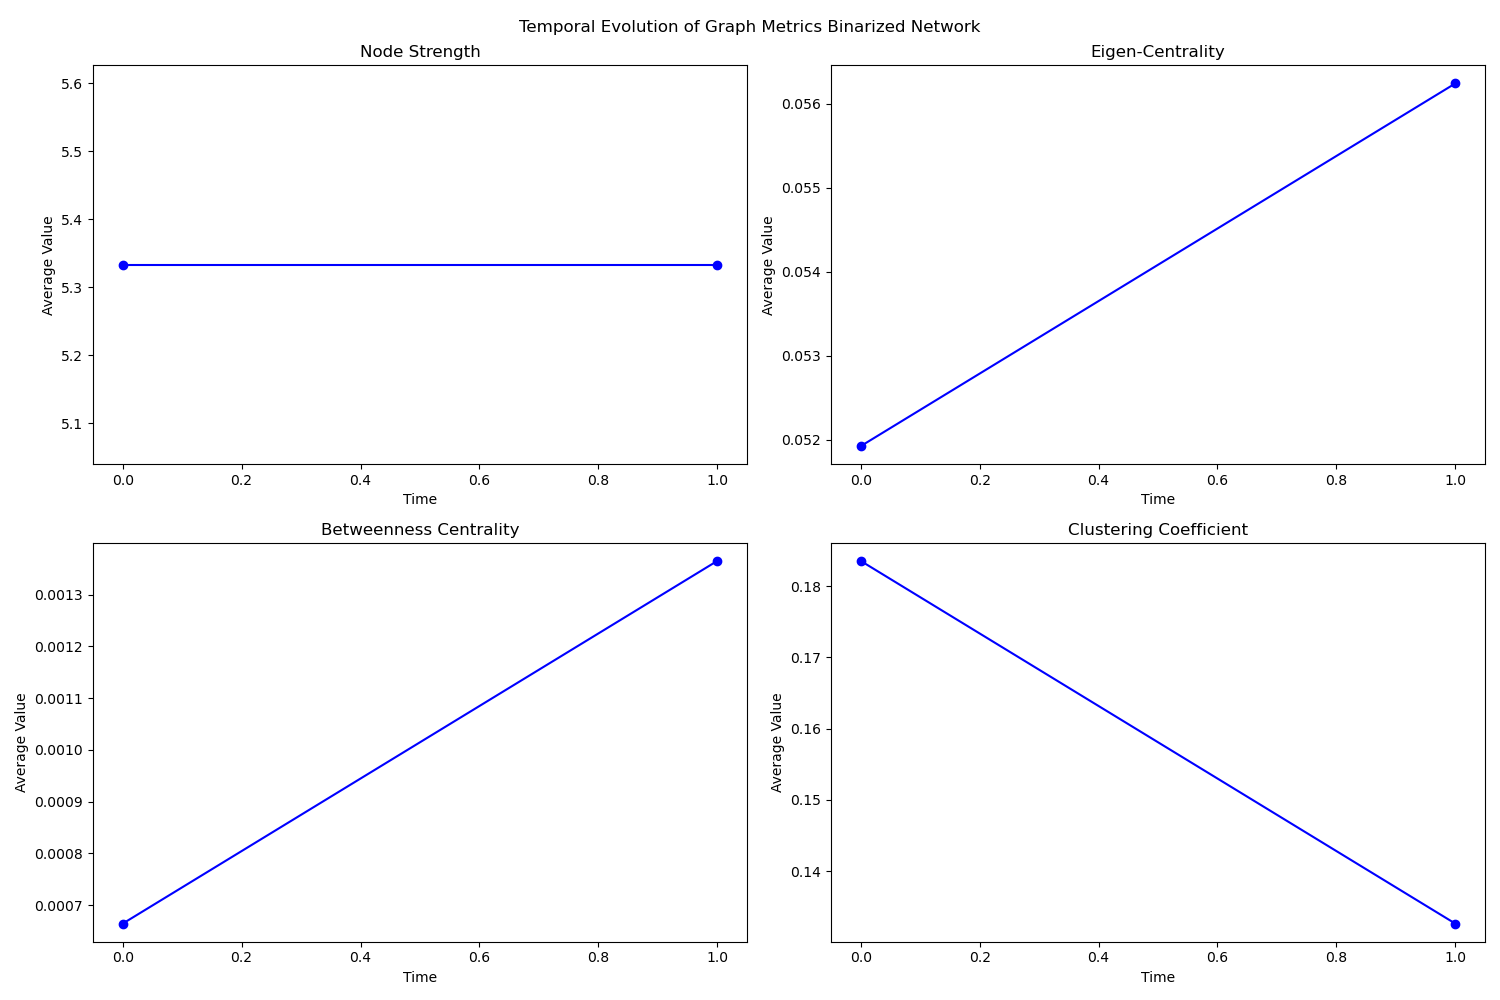 Temporal Evolution of Graph Metrics Binarized Network
Node Strength
5.6
5.5
5.4
5.3
5.2
5.1
Average Value
0.0 0.2 0.4 0.6 0.8 1.0
Time
Eigen-Centrality
0.056
0.055
0.054
0.053
0.052
Average Value
0.0 0.2 0.4 0.6 0.8 1.0
Time
Betweenness Centrality
0.0013
0.0012
0.0011
0.0010
0.0009
0.0008
0.0007
Average Value
0.0 0.2 0.4 0.6 0.8 1.0
Time
Clustering Coefficient
0.18
0.17
0.16
0.15
0.14
Average Value
0.0 0.2 0.4 0.6 0.8 1.0
Time